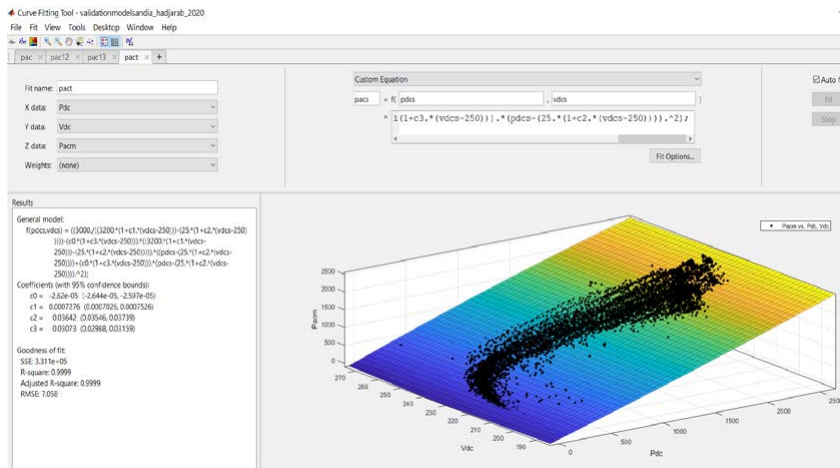 Curve Fitting Tool - validationmodelsandia_hadjarab_2020
File Fit View Tools Desktop Window Help
pac pac12 pac13 pact +
Fit name: pact
X data: Pdc
Y data: Vdc
Z data: Pacm
Weights: (none)
Custom Equation
pacs = f( pdcs , vdcs )
= 1(1+c3.*(vdcs-250))).*(pdcs-(25.*(1+c2.*(vdcs-250)))).^2);
Fit Options...
Auto f
Fit
Stop
Results
General model:
f(pdcs,vdcs) = ((3000./((3200.*(1+c1.*(vdcs-250)))-(25.*(1+c2.*(vdcs-250)
))))-(c0.*(1+c3.*(vdcs-250))).*((3200.*(1+c1.*(vdcs-
250)))-(25.*(1+c2.*(vdcs-250))))).*((pdcs-(25.*(1+c2.*(vdcs-
250))))+(c0.*(1+c3.*(vdcs-250))).*(pdcs-(25.*(1+c2.*(vdcs-
250)))).^2);
Coefficients (with 95% confidence bounds):
c0 = -2.62e-05 (-2.644e-05, -2.597e-05)
c1 = 0.0007276 (0.0007026, 0.0007526)
c2 = 0.03642 (0.03546, 0.03739)
c3 = 0.03073 (0.02988, 0.03159)
Goodness of fit:
SSE: 3.311e+05
R-square: 0.9999
Adjusted R-square: 0.9999
RMSE: 7.058
Pacm vs. Pdc, Vdc
2500
2000
1500
1000
500
0
Pacm
270
260
250
240
230
220
210
200
190
Vdc
0
500
1000
1500
2000
2500
Pdc